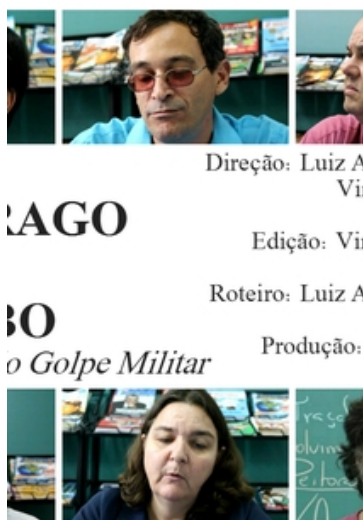 Direção: Luiz A
Vi
RAGO
Edição: Vi
Roteiro: Luiz A
BO
Produção:
o Golpe Militar